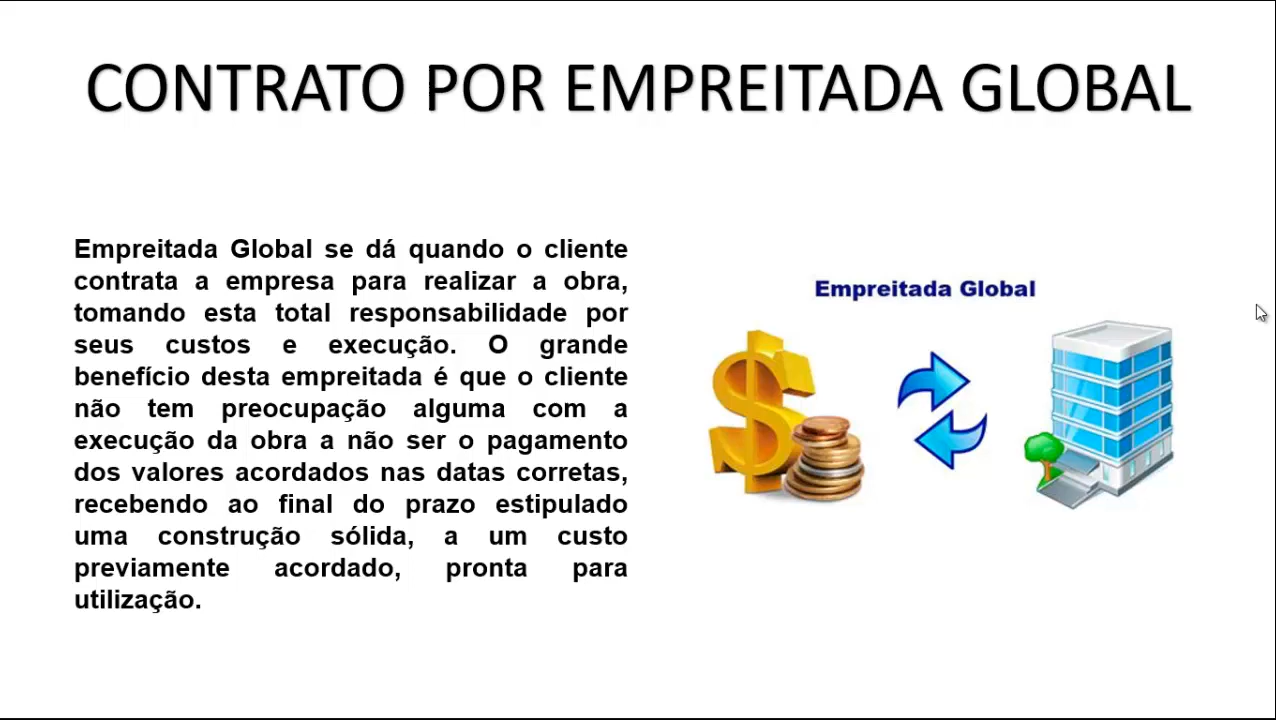 CONTRATO POR EMPREITADA GLOBAL
Empreitada Global se dá quando o cliente
contrata a empresa para realizar a obra,
tomando esta total responsabilidade por
seus custos e execução. O grande
benefício desta empreitada é que o cliente
não tem preocupação alguma com a
execução da obra a não ser o pagamento
dos valores acordados nas datas corretas,
recebendo ao final do prazo estipulado
uma construção sólida, a um custo
previamente acordado, pronta para
utilização.
Empreitada Global